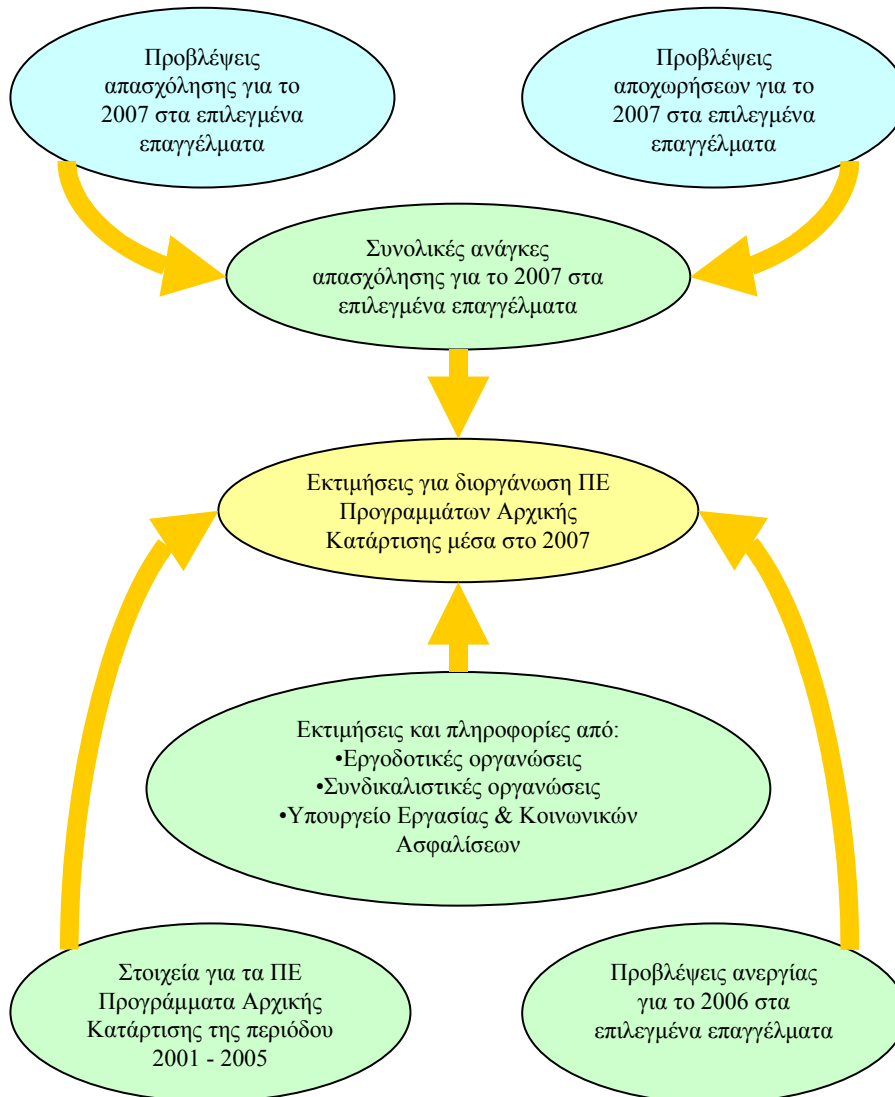 Προβλέψεις
απασχόλησης για το
2007 στα επιλεγμένα
επαγγέλματα
Προβλέψεις
αποχωρήσεων για το
2007 στα επιλεγμένα
επαγγέλματα
Συνολικές ανάγκες
απασχόλησης για το 2007 στα
επιλεγμένα επαγγέλματα
Εκτιμήσεις για διοργάνωση ΠΕ
Προγραμμάτων Αρχικής
Κατάρτισης μέσα στο 2007
Εκτιμήσεις και πληροφορίες από:
•Εργοδοτικές οργανώσεις
•Συνδικαλιστικές οργανώσεις
•Υπουργείο Εργασίας & Κοινωνικών
Ασφαλίσεων
Στοιχεία για τα ΠΕ
Προγράμματα Αρχικής
Κατάρτισης της περιόδου
2001 - 2005
Προβλέψεις ανεργίας
για το 2006 στα
επιλεγμένα επαγγέλματα